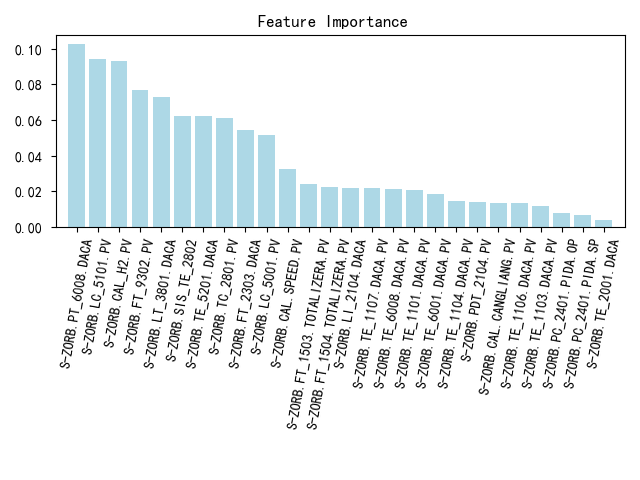 Feature Importance
0.10
0.08
0.06
0.04
0.02
0.00
S-ZORB.PT_6008.DACA
S-ZORB.LC_5101.PV
S-ZORB.CAL_H2.PV
S-ZORB.FT_9302.PV
S-ZORB.LT_3801.DACA
S-ZORB.SIS_TE_2802
S-ZORB.TE_5201.DACA
S-ZORB.TC_2801.PV
S-ZORB.FT_2303.DACA
S-ZORB.LC_5001.PV
S-ZORB.CAL.SPEED.PV
S-ZORB.FT_1503.TOTALIZERA.PV
S-ZORB.FT_1504.TOTALIZERA.PV
S-ZORB.LI_2104.DACA
S-ZORB.TE_1107.DACA.PV
S-ZORB.TE_6008.DACA.PV
S-ZORB.TE_1101.DACA.PV
S-ZORB.TE_6001.DACA.PV
S-ZORB.TE_1104.DACA.PV
S-ZORB.PDT_2104.PV
S-ZORB.CAL.CANGLIANG.PV
S-ZORB.TE_1106.DACA.PV
S-ZORB.TE_1103.DACA.PV
S-ZORB.PC_2401.PIDA.OP
S-ZORB.PC_2401.PIDA.SP
S-ZORB.TE_2001.DACA